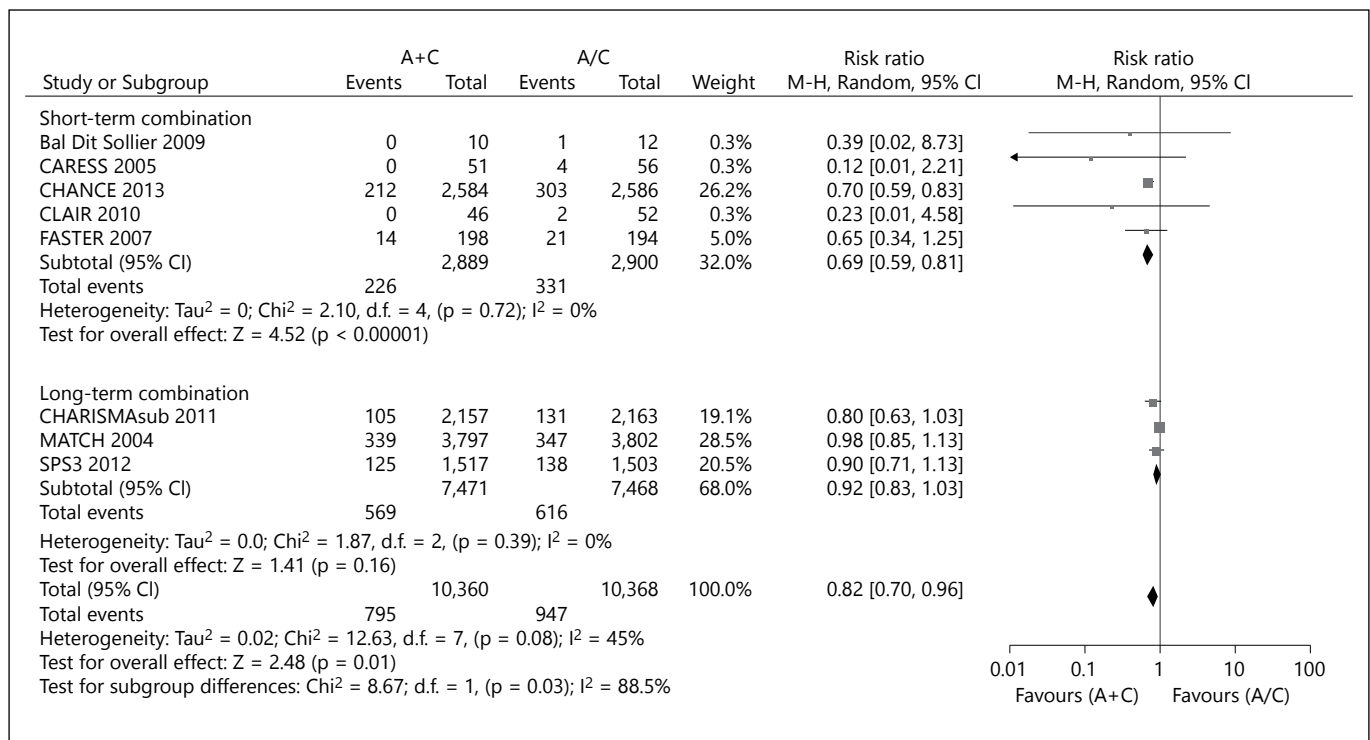 A+C A/C Risk ratio Risk ratio
Study or Subgroup Events Total Events Total Weight M-H, Random, 95% CI M-H, Random, 95% CI
Short-term combination
Bal Dit Sollier 2009 0 10 1 12 0.3% 0.39 [0.02, 8.73]
CARESS 2005 0 51 4 56 0.3% 0.12 [0.01, 2.21]
CHANCE 2013 212 2,584 303 2,586 26.2% 0.70 [0.59, 0.83]
CLAIR 2010 0 46 2 52 0.3% 0.23 [0.01, 4.58]
FASTER 2007 14 198 21 194 5.0% 0.65 [0.34, 1.25]
Subtotal (95% CI) 2,889 2,900 32.0% 0.69 [0.59, 0.81]
Total events 226 331
Heterogeneity: Tau² = 0; Chi² = 2.10, d.f. = 4, (p = 0.72); I² = 0%
Test for overall effect: Z = 4.52 (p < 0.00001)
Long-term combination
CHARISMAsub 2011 105 2,157 131 2,163 19.1% 0.80 [0.63, 1.03]
MATCH 2004 339 3,797 347 3,802 28.5% 0.98 [0.85, 1.13]
SPS3 2012 125 1,517 138 1,503 20.5% 0.90 [0.71, 1.13]
Subtotal (95% CI) 7,471 7,468 68.0% 0.92 [0.83, 1.03]
Total events 569 616
Heterogeneity: Tau² = 0.0; Chi² = 1.87, d.f. = 2, (p = 0.39); I² = 0%
Test for overall effect: Z = 1.41 (p = 0.16)
Total (95% CI) 10,360 10,368 100.0% 0.82 [0.70, 0.96]
Total events 795 947
Heterogeneity: Tau² = 0.02; Chi² = 12.63, d.f. = 7, (p = 0.08); I² = 45%
Test for overall effect: Z = 2.48 (p = 0.01)
Test for subgroup differences: Chi² = 8.67; d.f. = 1, (p = 0.03); I² = 88.5%
0.01 0.1 1 10 100
Favours (A+C) Favours (A/C)